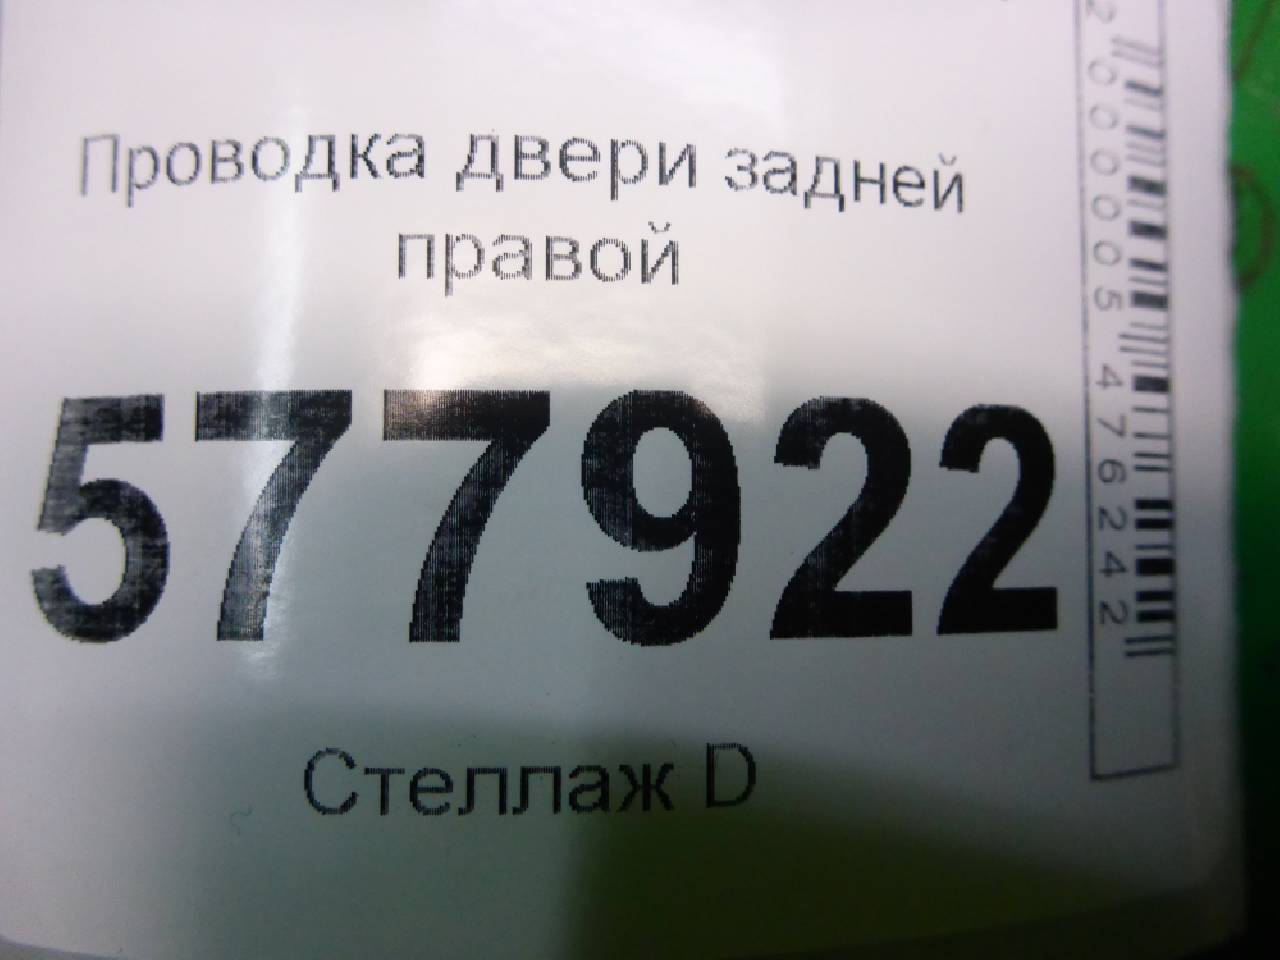 Проводка двери задней
правой
577922
Стеллаж D
2000005476242